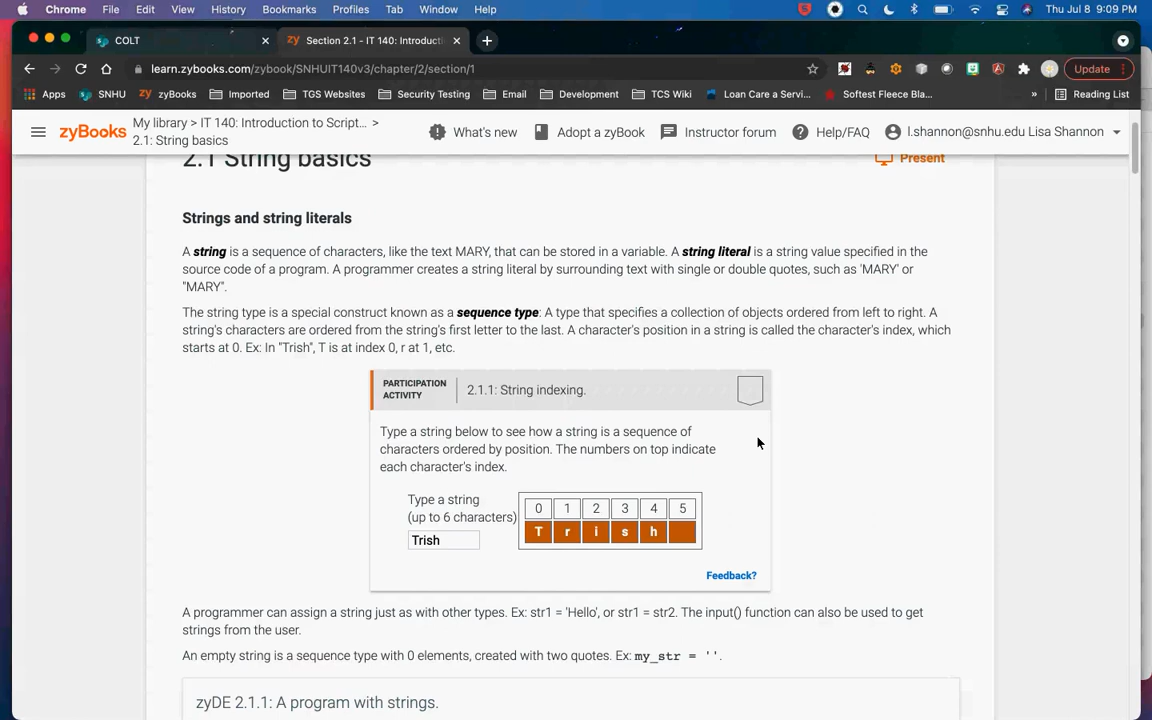 Chrome File Edit View History Bookmarks Profiles Tab Window Help Thu Jul 8 9:09 PM
COLT Section 2.1 - IT 140: Introducti
learn.zybooks.com/zybook/SNHUIT140v3/chapter/2/section/1 Update
Apps SNHU zyBooks Imported TGS Websites Security Testing Email Development TCS Wiki Loan Care a Servi... Softest Fleece Bla... » Reading List
zyBooks My library > IT 140: Introduction to Script... >
2.1: String basics
What's new Adopt a zyBook Instructor forum Help/FAQ l.shannon@snhu.edu Lisa Shannon
2.1 String basics Present
Strings and string literals
A string is a sequence of characters, like the text MARY, that can be stored in a variable. A string literal is a string value specified in the
source code of a program. A programmer creates a string literal by surrounding text with single or double quotes, such as 'MARY' or
"MARY".
The string type is a special construct known as a sequence type: A type that specifies a collection of objects ordered from left to right. A
string's characters are ordered from the string's first letter to the last. A character's position in a string is called the character's index, which
starts at 0. Ex: In "Trish", T is at index 0, r at 1, etc.
PARTICIPATION
ACTIVITY
2.1.1: String indexing.
Type a string below to see how a string is a sequence of
characters ordered by position. The numbers on top indicate
each character's index.
Type a string
(up to 6 characters)
Trish
0 1 2 3 4 5
T r i s h
Feedback?
A programmer can assign a string just as with other types. Ex: str1 = 'Hello', or str1 = str2. The input() function can also be used to get
strings from the user.
An empty string is a sequence type with 0 elements, created with two quotes. Ex: my_str = ''.
zyDE 2.1.1: A program with strings.